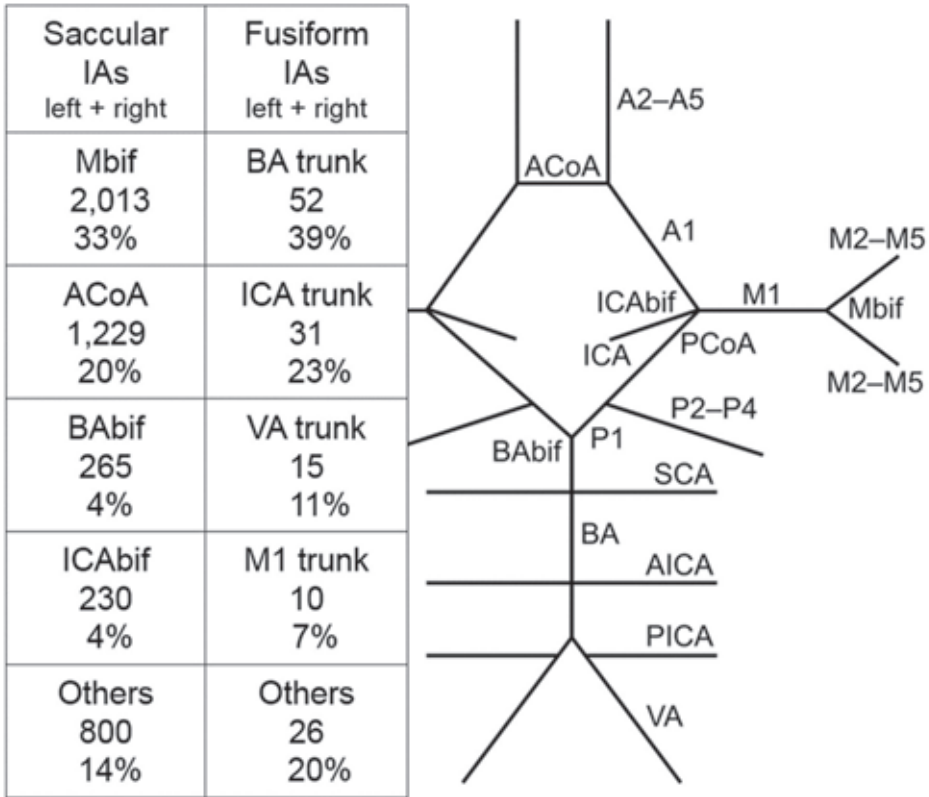 Saccular
IAs
left + right
Fusiform
IAs
left + right
Mbif
2,013
33%
BA trunk
52
39%
ACoA
1,229
20%
ICA trunk
31
23%
BAbif
265
4%
VA trunk
15
11%
ICAbif
230
4%
M1 trunk
10
7%
Others
800
14%
Others
26
20%
A2–A5
ACoA
A1
M2–M5
ICAbif
M1
Mbif
ICA
PCoA
M2–M5
P2–P4
BAbif
P1
SCA
BA
AICA
PICA
VA